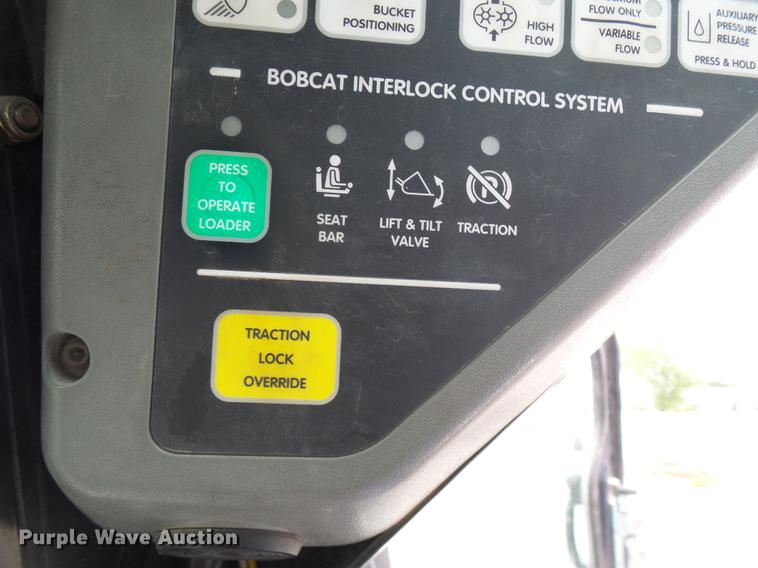 BUCKET
POSITIONING
HIGH
FLOW
FLOW ONLY
VARIABLE
FLOW
AUXILIARY
PRESSURE
RELEASE
PRESS & HOLD
BOBCAT INTERLOCK CONTROL SYSTEM
PRESS
TO
OPERATE
LOADER
SEAT
BAR
LIFT & TILT
VALVE
TRACTION
TRACTION
LOCK
OVERRIDE
Purple Wave Auction